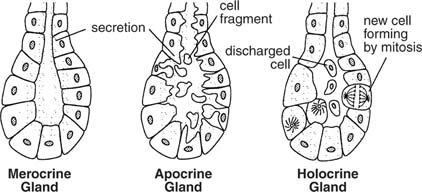 secretion
cell
fragment
discharged
cell
new cell
forming
by mitosis
Merocrine
Gland
Apocrine
Gland
Holocrine
Gland